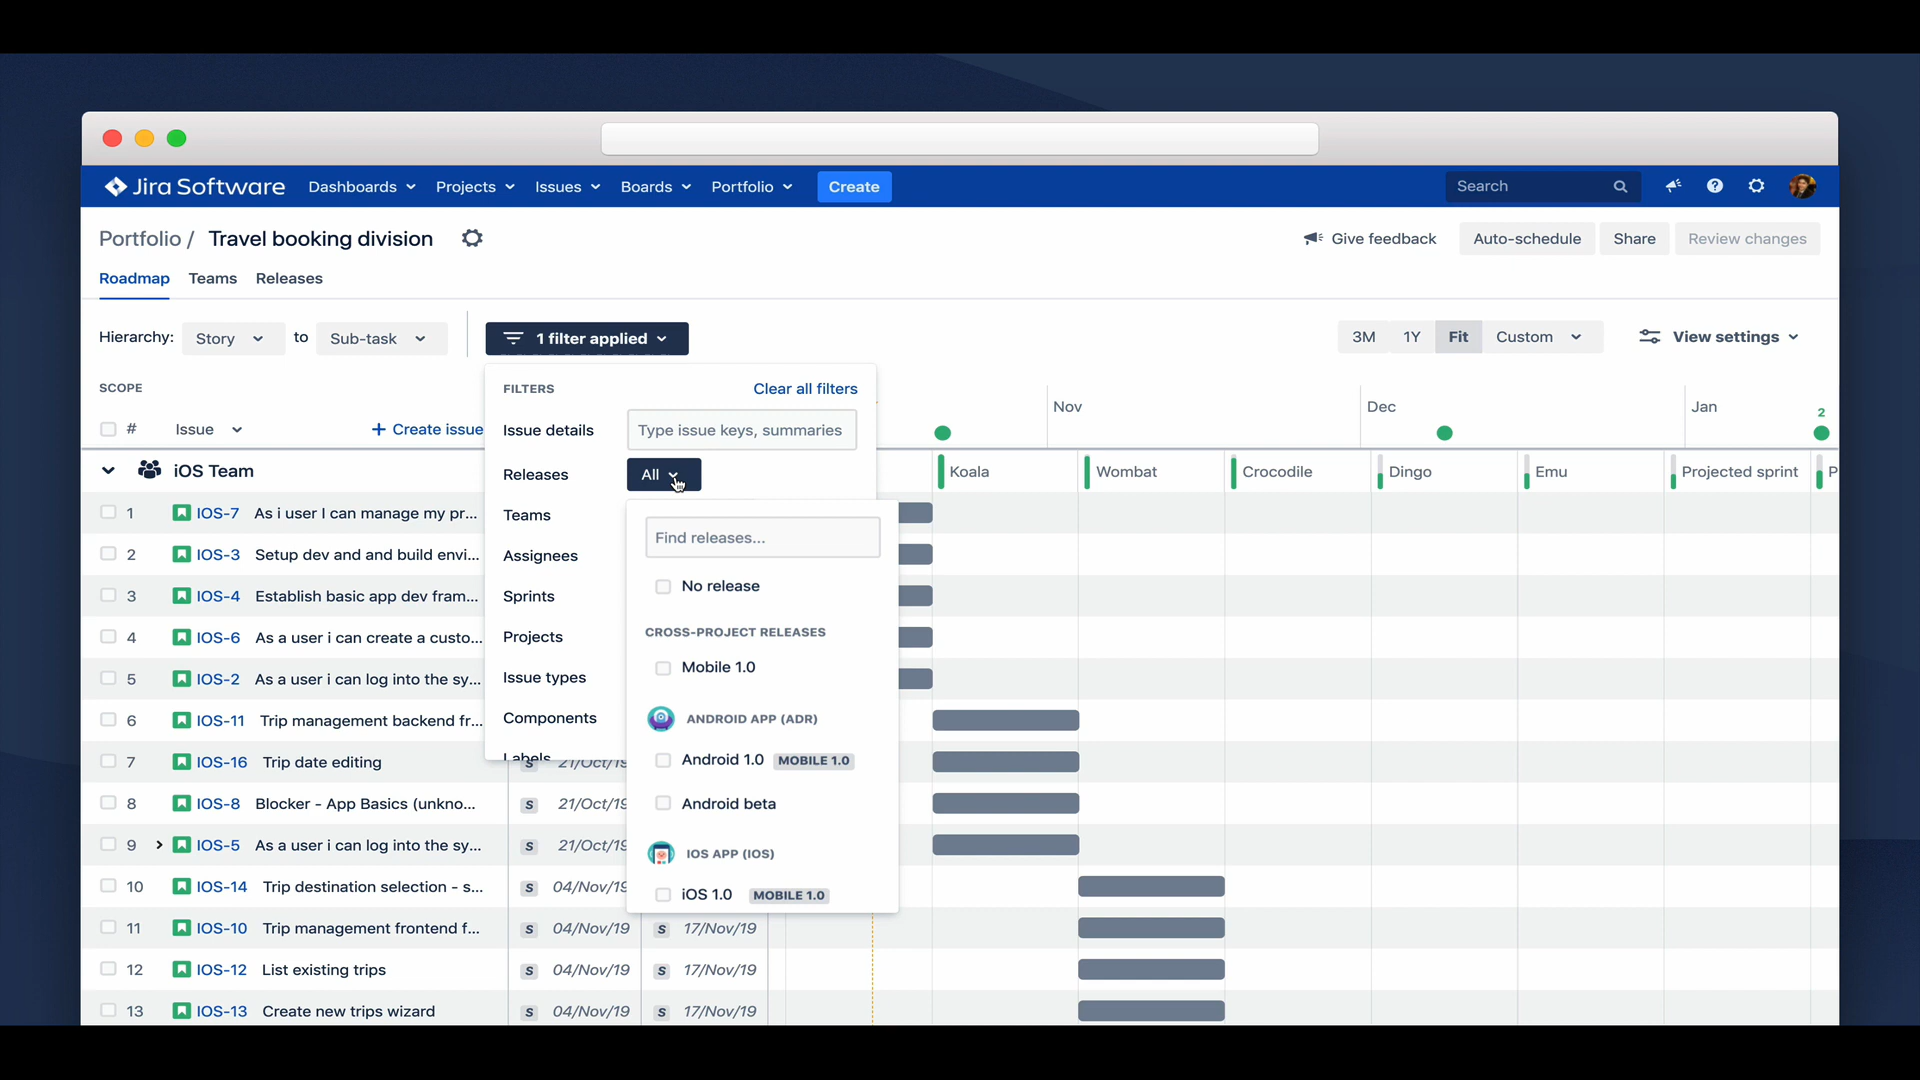 Jira Software Dashboards Projects Issues Boards Portfolio Create Search
Portfolio / Travel booking division Give feedback Auto-schedule Share Review changes
Roadmap Teams Releases
Hierarchy: Story to Sub-task 1 filter applied 3M 1Y Fit Custom View settings
SCOPE
# Issue + Create issue
FILTERS Clear all filters
Issue details Type issue keys, summaries
Releases All
Teams
Assignees
Sprints
Projects
Issue types
Components
Labels
Find releases...
No release
CROSS-PROJECT RELEASES
Mobile 1.0
ANDROID APP (ADR)
Android 1.0 MOBILE 1.0
Android beta
IOS APP (IOS)
iOS 1.0 MOBILE 1.0
Nov Dec Jan
2
iOS Team Koala Wombat Crocodile Dingo Emu Projected sprint P
1 IOS-7 As i user I can manage my pr...
2 IOS-3 Setup dev and and build envi...
3 IOS-4 Establish basic app dev fram...
4 IOS-6 As a user i can create a custo...
5 IOS-2 As a user i can log into the sy...
6 IOS-11 Trip management backend fr...
7 IOS-16 Trip date editing S 21/Oct/19
8 IOS-8 Blocker - App Basics (unkno... S 21/Oct/19
9 IOS-5 As a user i can log into the sy... S 21/Oct/19
10 IOS-14 Trip destination selection - s... S 04/Nov/19
11 IOS-10 Trip management frontend f... S 04/Nov/19 S 17/Nov/19
12 IOS-12 List existing trips S 04/Nov/19 S 17/Nov/19
13 IOS-13 Create new trips wizard S 04/Nov/19 S 17/Nov/19